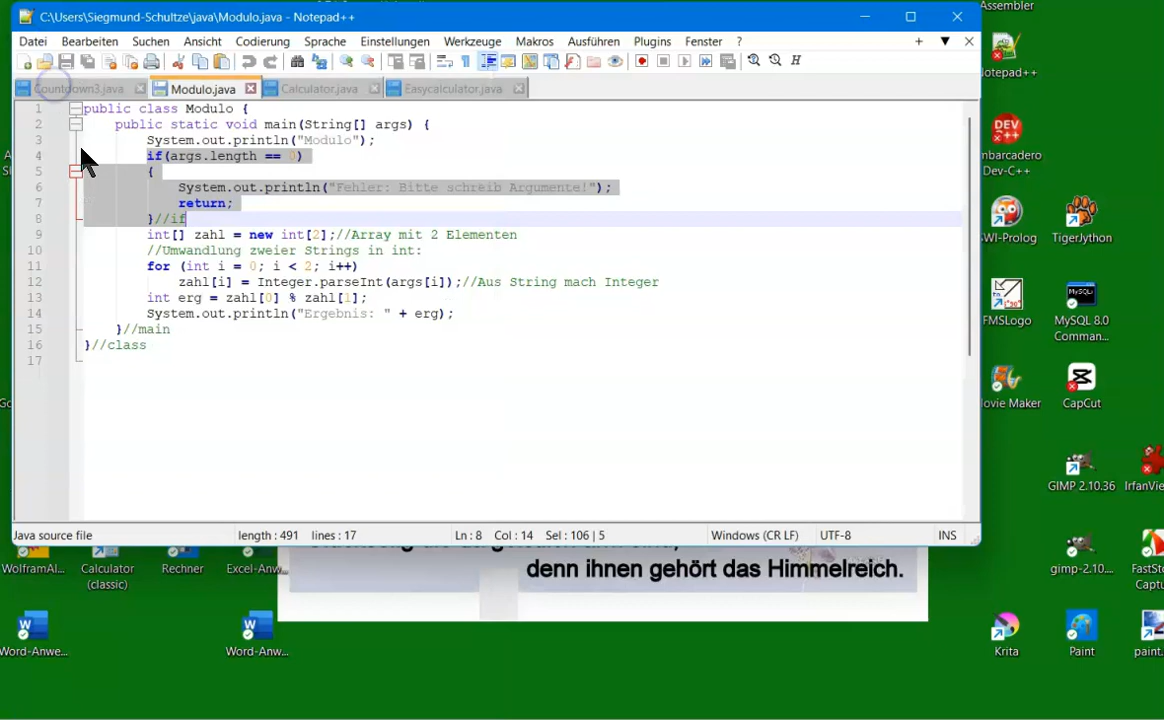 C:\Users\Siegmund-Schultze\java\Modulo.java - Notepad++
Datei Bearbeiten Suchen Ansicht Codierung Sprache Einstellungen Werkzeuge Makros Ausführen Plugins Fenster ?
Countdown3.java Modulo.java Calculator.java Easycalculator.java
1 public class Modulo {
2 public static void main(String[] args) {
3 System.out.println("Modulo");
4 if(args.length == 0)
5 {
6 System.out.println("Fehler: Bitte schreib Argumente!");
7 return;
8 }//if
9 int[] zahl = new int[2];//Array mit 2 Elementen
10 //Umwandlung zweier Strings in int:
11 for (int i = 0; i < 2; i++)
12 zahl[i] = Integer.parseInt(args[i]);//Aus String mach Integer
13 int erg = zahl[0] % zahl[1];
14 System.out.println("Ergebnis: " + erg);
15 }//main
16 }//class
17
Java source file length : 491 lines : 17 Ln : 8 Col : 14 Sel : 106 | 5 Windows (CR LF) UTF-8 INS
denn ihnen gehört das Himmelreich.
Assembler
Notepad++
DEV C++
mbarcadero
Dev-C++
SWI-Prolog TigerJython
MySQL
FMSLogo MySQL 8.0
Comman...
Movie Maker CapCut
GIMP 2.10.36 IrfanVie
WolframAl... Calculator
(classic) Rechner Excel-Anw... gimp-2.10.... FastSto
Captu
Word-Anwe... Word-Anw... Krita Paint paint.